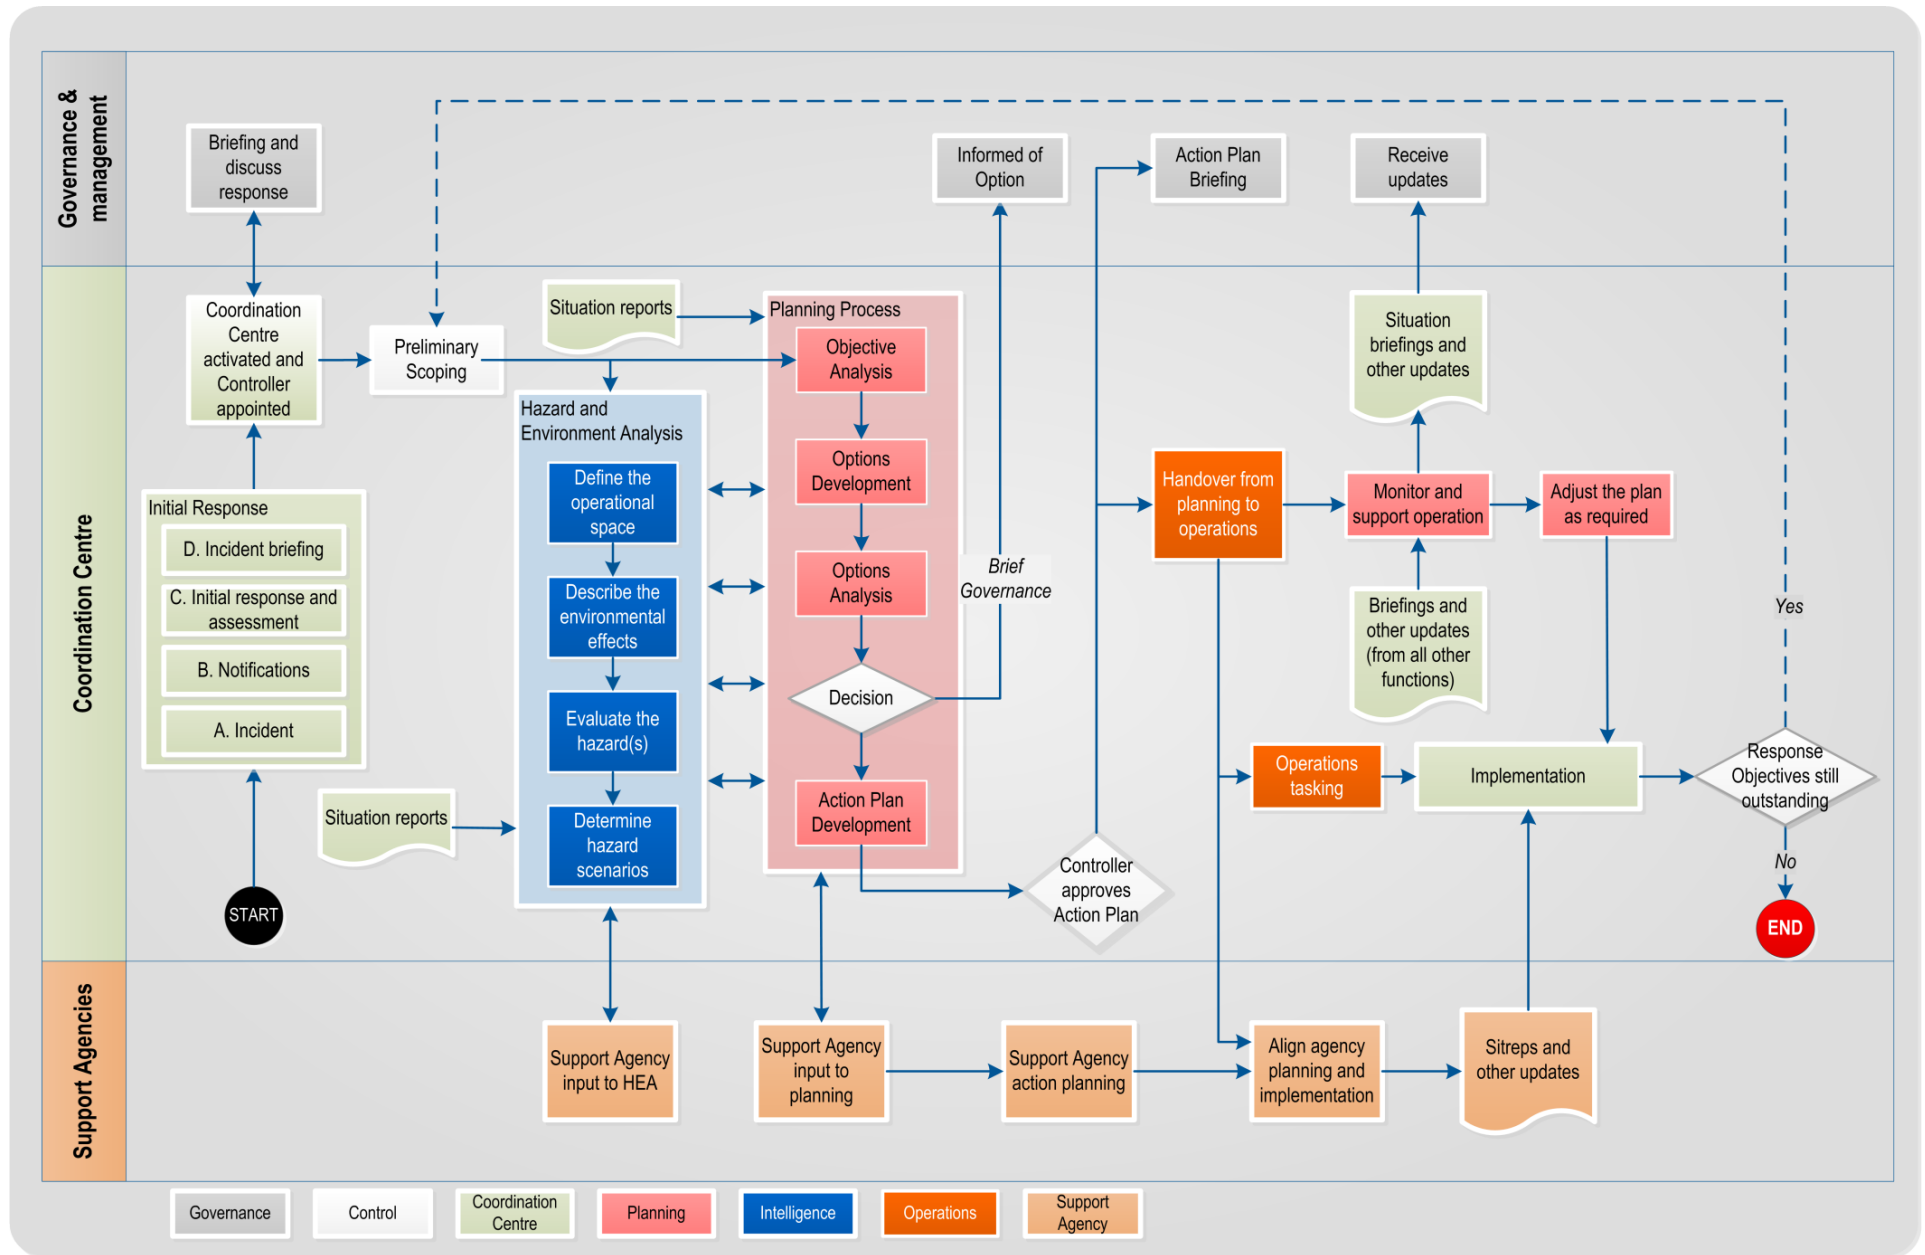 Governance &
management
Briefing and
discuss
response
Informed of
Option
Action Plan
Briefing
Receive
updates
Coordination Centre
Coordination
Centre
activated and
Controller
appointed
Preliminary
Scoping
Situation reports
Planning Process
Objective
Analysis
Options
Development
Options
Analysis
Decision
Action Plan
Development
Brief
Governance
Hazard and
Environment Analysis
Define the
operational
space
Describe the
environmental
effects
Evaluate the
hazard(s)
Determine
hazard
scenarios
Initial Response
D. Incident briefing
C. Initial response and
assessment
B. Notifications
A. Incident
Situation reports
START
Controller
approves
Action Plan
Handover from
planning to
operations
Situation
briefings and
other updates
Monitor and
support operation
Adjust the plan
as required
Briefings and
other updates
(from all other
functions)
Operations
tasking
Implementation
Response
Objectives still
outstanding
Yes
No
END
Support Agencies
Support Agency
input to HEA
Support Agency
input to
planning
Support Agency
action planning
Align agency
planning and
implementation
Sitreps and
other updates
Governance
Control
Coordination
Centre
Planning
Intelligence
Operations
Support
Agency